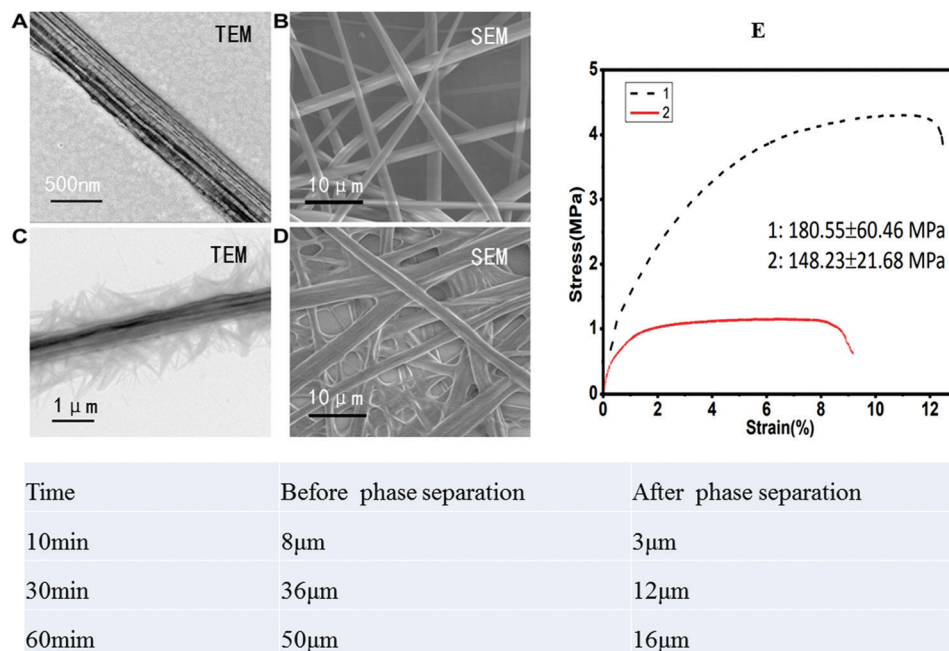 A
TEM
500nm
B
SEM
10 μm
C
TEM
1 μm
D
SEM
10 μm
E
5
4
3
2
1
0
Stress(MPa)
1
2
1: 180.55±60.46 MPa
2: 148.23±21.68 MPa
0
2
4
6
8
10
12
Strain(%)
Time Before phase separation After phase separation
10min 8μm 3μm
30min 36μm 12μm
60mim 50μm 16μm